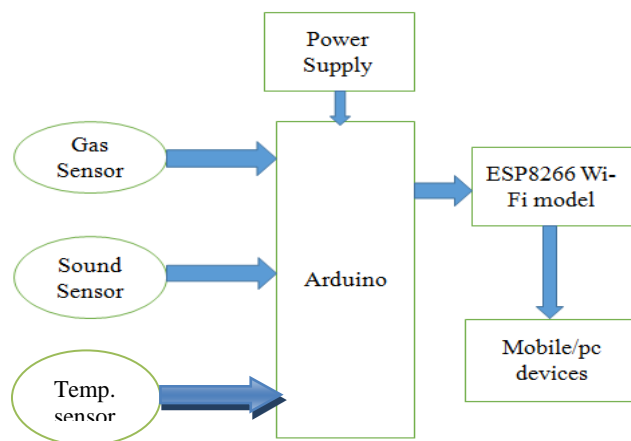 Power
Supply
Gas
Sensor
ESP8266 Wi-
Fi model
Sound
Sensor
Arduino
Mobile/pc
devices
Temp.
sensor